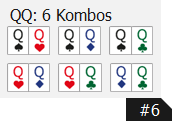 QQ: 6 Kombos
Q Q Q Q Q Q
♠ ♥ ♠ ♦ ♠ ♣
Q Q Q Q Q Q
♥ ♦ ♥ ♣ ♦ ♣
#6